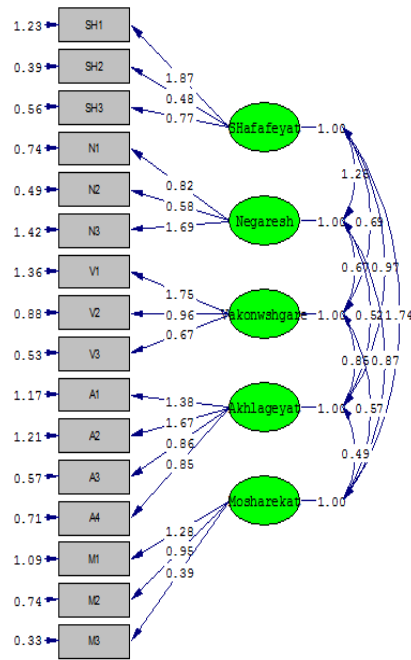 1.23 SH1
0.39 SH2
1.87
0.48
0.56 SH3
0.77
SHafafeyat 1.00
0.74 N1
0.82
0.49 N2
0.58
Negaresh 1.00 0.69
1.42 N3
1.69
1.36 V1
0.67 0.97
1.75
0.88 V2
0.96
Vakonwshgare 1.00 0.52 1.74
0.53 V3
0.67
0.87
1.17 A1
1.38
1.21 A2
1.67
Akhlageyat 1.00 0.57
0.57 A3
0.86
0.71 A4
0.85
0.49
Mosharekat 1.00
1.09 M1
1.28
0.74 M2
0.95
0.33 M3
0.39